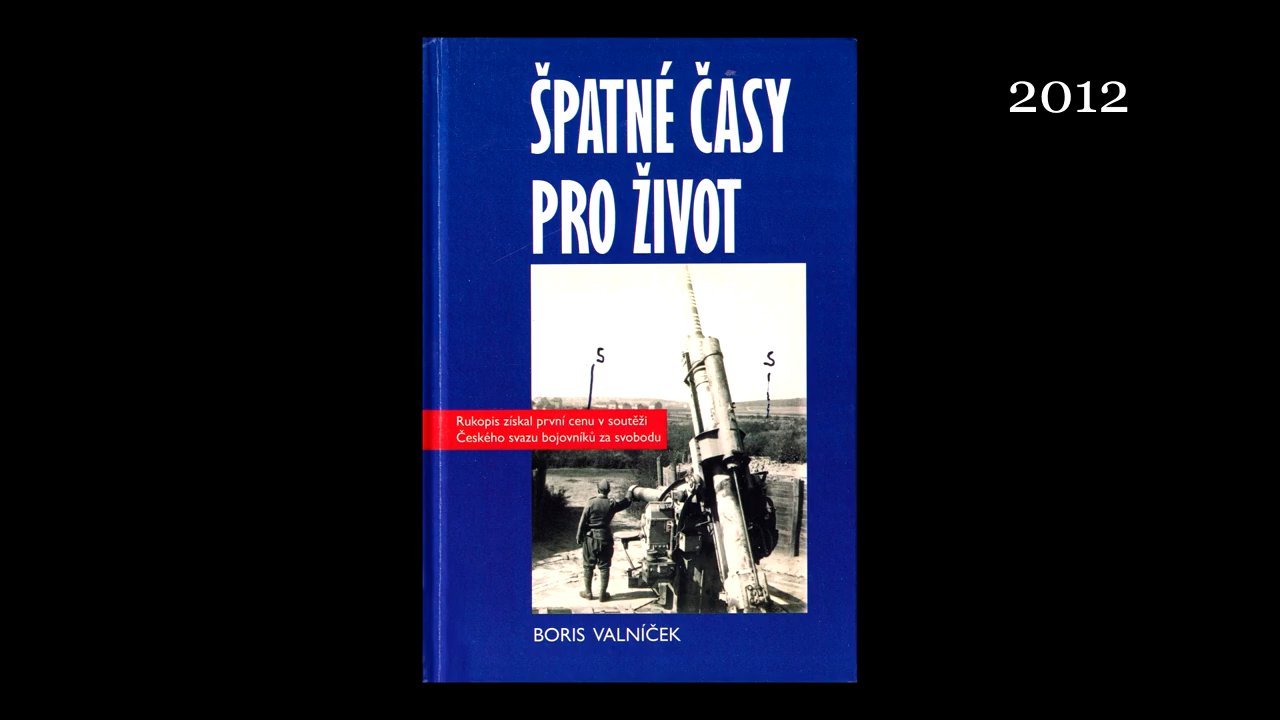 ŠPATNÉ ČASY
PRO ŽIVOT
2012
S
S
Rukopis získal první cenu v soutěži
Českého svazu bojovníků za svobodu
BORIS VALNÍČEK